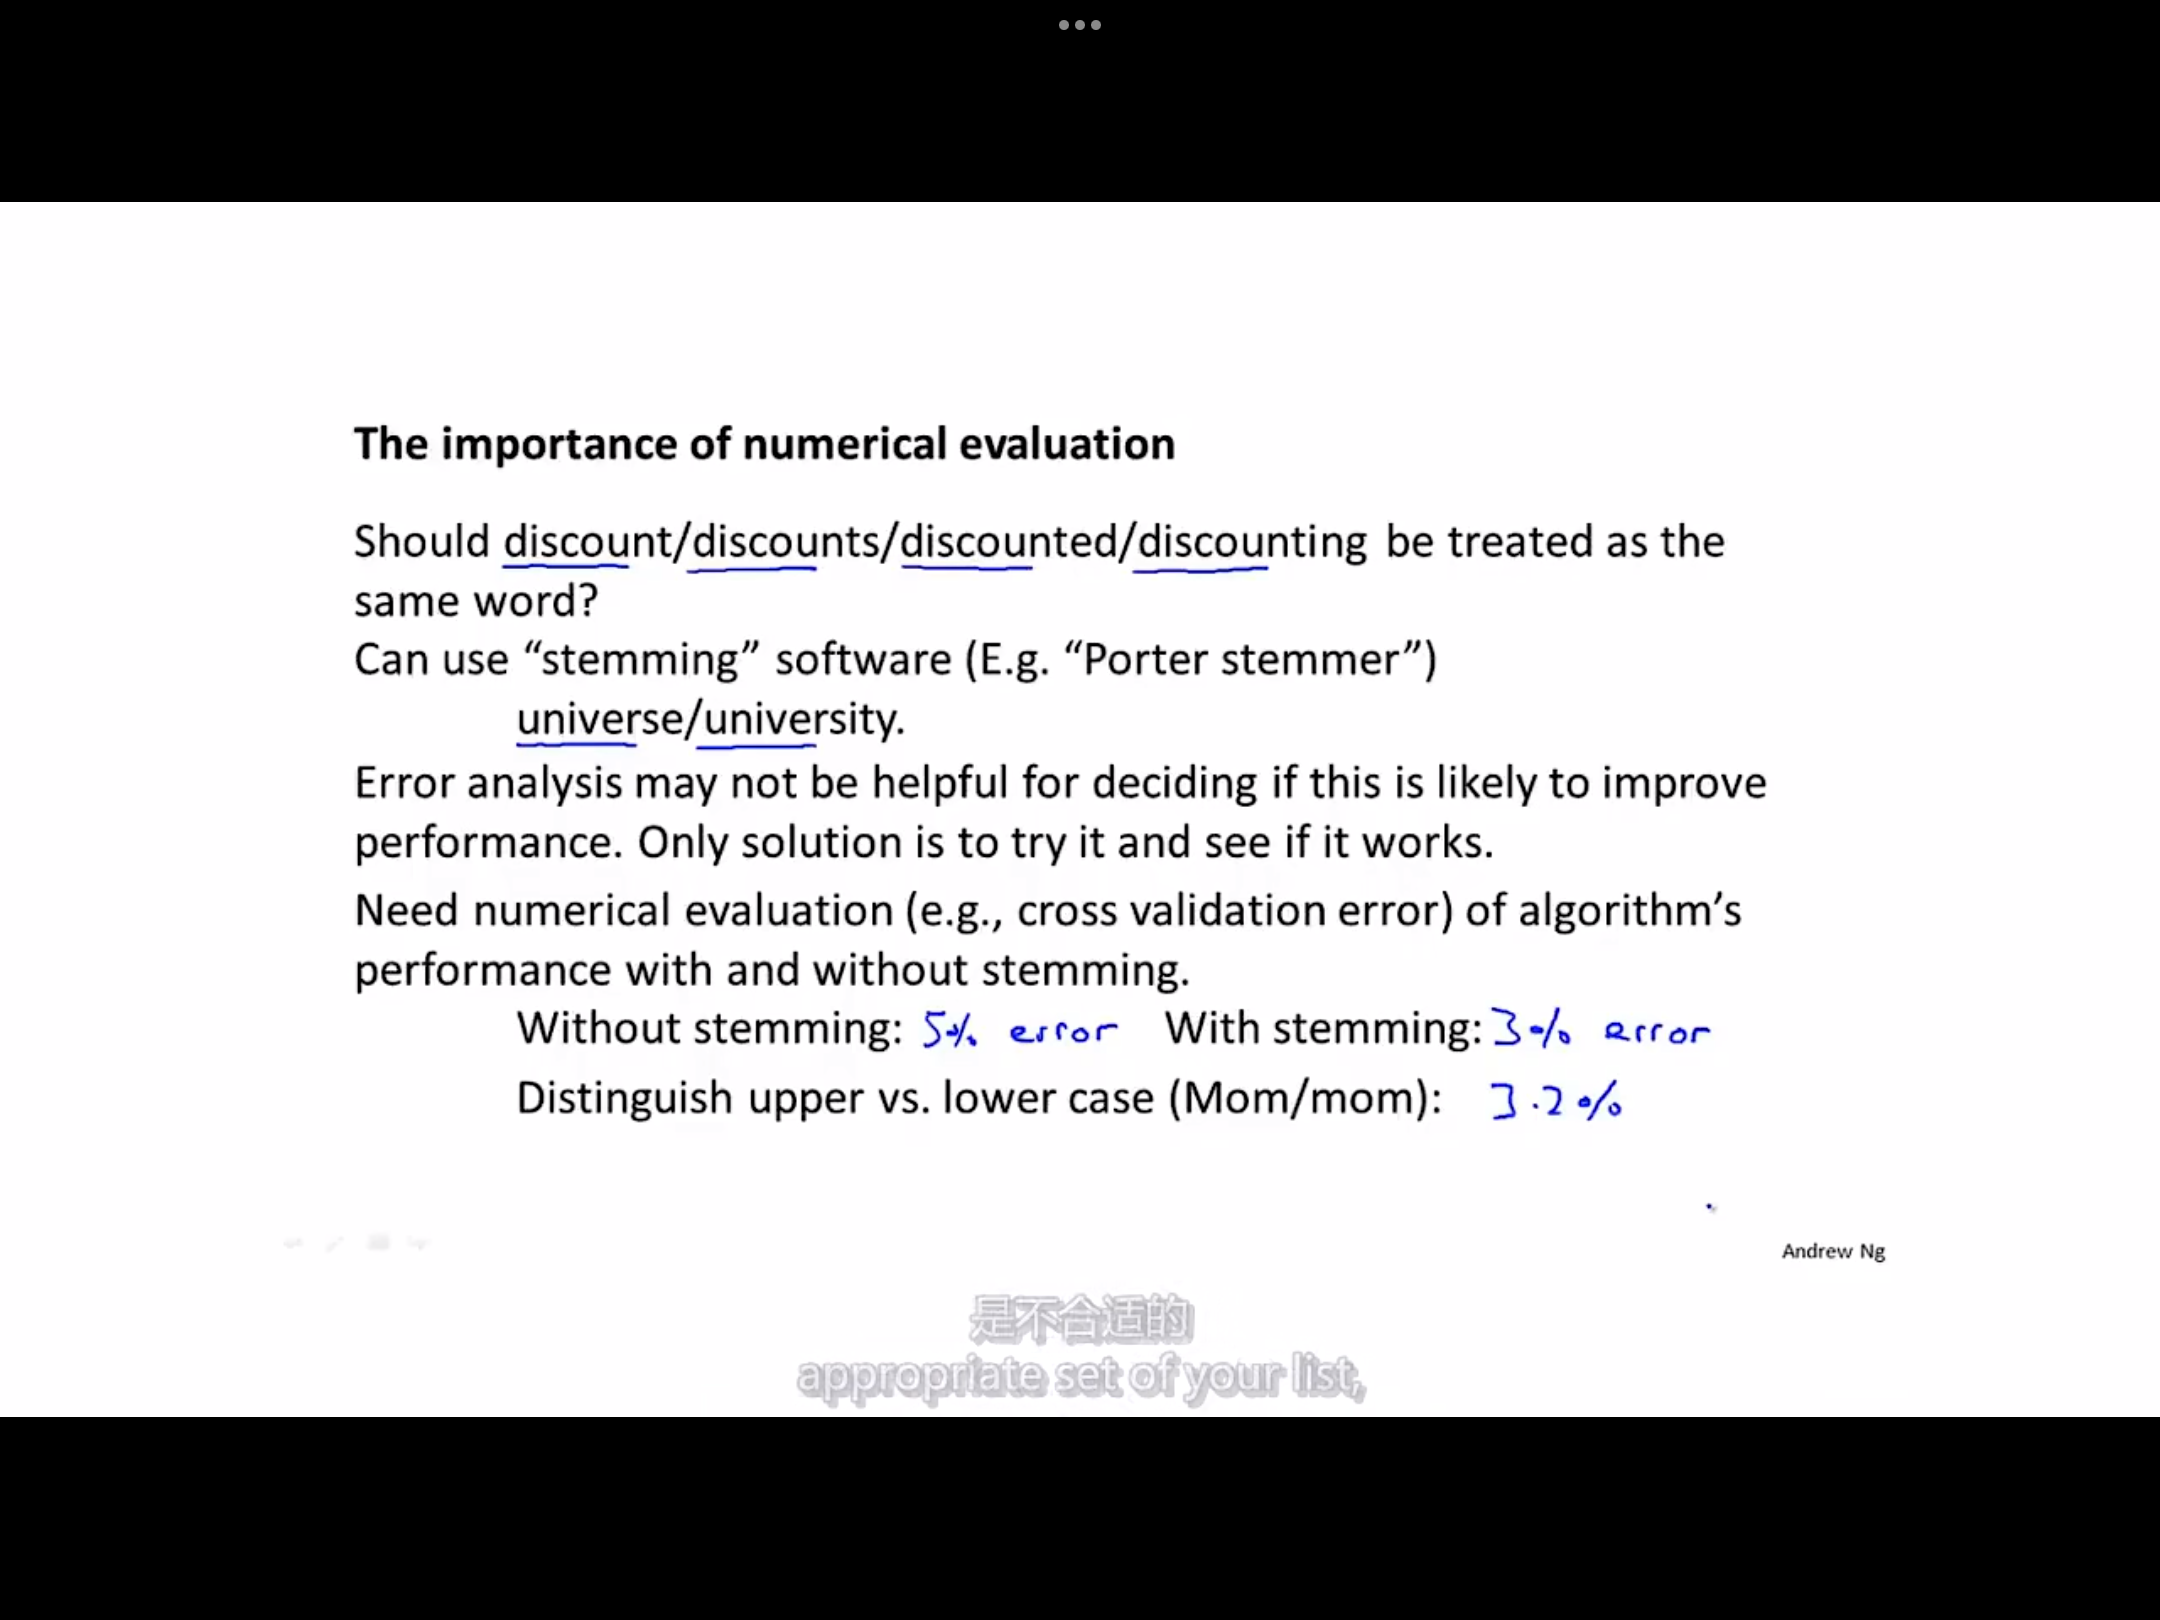 The importance of numerical evaluation
Should discount/discounts/discounted/discounting be treated as the
same word?
Can use “stemming” software (E.g. “Porter stemmer”)
universe/university.
Error analysis may not be helpful for deciding if this is likely to improve
performance. Only solution is to try it and see if it works.
Need numerical evaluation (e.g., cross validation error) of algorithm’s
performance with and without stemming.
Without stemming: 5% error With stemming: 3% error
Distinguish upper vs. lower case (Mom/mom): 3.2%
Andrew Ng
是不合适的
appropriate set of your list,